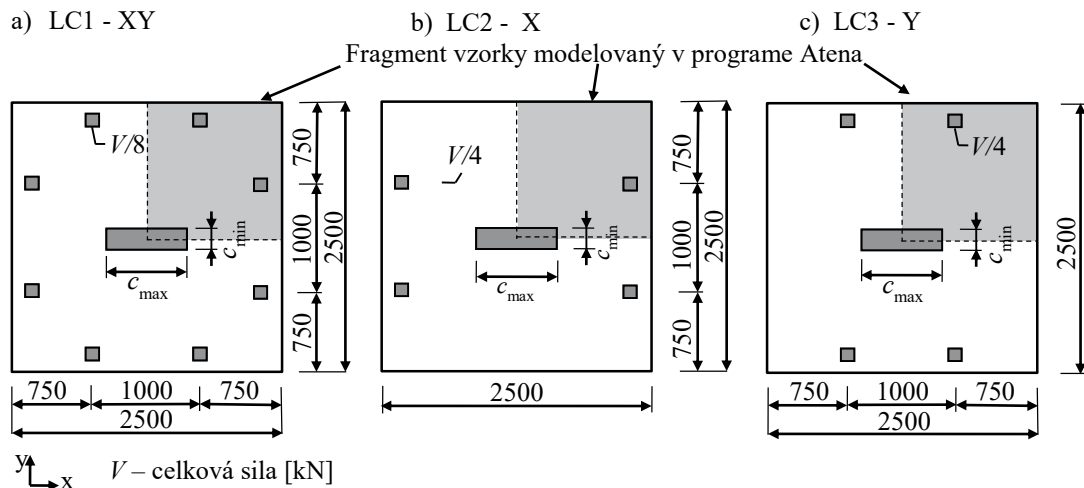 a) LC1 - XY
b) LC2 - X
c) LC3 - Y
Fragment vzorky modelovaný v programe Atena
V/8
c_min
c_max
750
1000
750
2500
750
1000
750
2500
V/4
c_min
c_max
750
1000
750
2500
2500
V/4
c_min
c_max
2500
750
1000
750
2500
y
x
V – celková sila [kN]